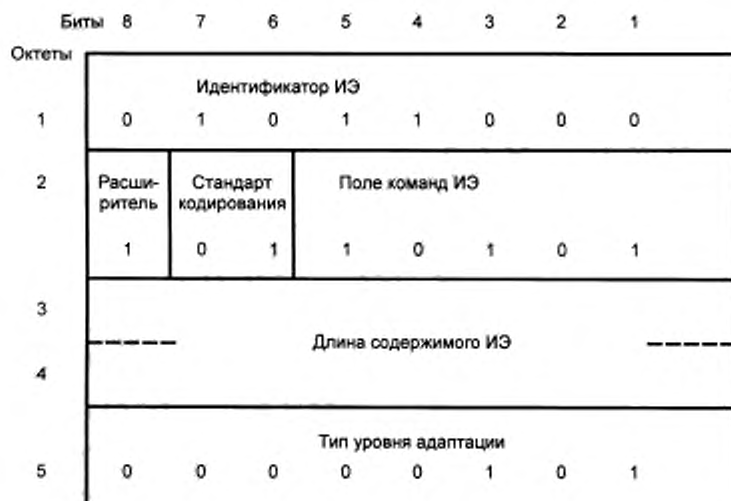 Биты 8 7 6 5 4 3 2 1
Октеты
Идентификатор ИЭ
1 0 1 0 1 1 0 0 0
2 Расши- Стандарт Поле команд ИЭ
ритель кодирования
1 0 1 1 0 1 0 1
3
Длина содержимого ИЭ
4
Тип уровня адаптации
5 0 0 0 0 0 1 0 1